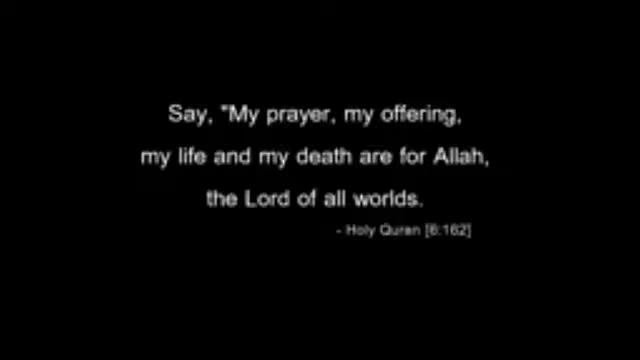 Say, "My prayer, my offering,
my life and my death are for Allah,
the Lord of all worlds.
- Holy Quran [6:162]